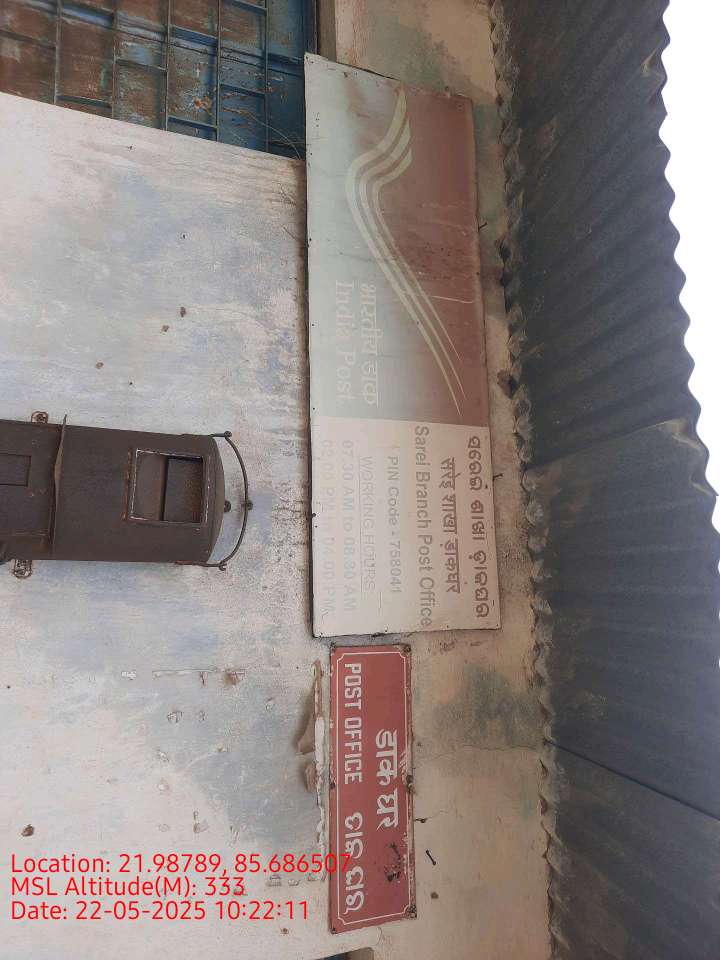 भारतीय डाक
India Post
ସରେଇ ଶାଖା ଡ଼ାକଘର
सरेइ शाखा डाकघर
Sarei Branch Post Office
PIN Code - 758041
WORKING HOURS
07:30 AM to 08:30 AM
डाक घर
POST OFFICE ଡାକ ଘର
Location: 21.98789, 85.686507
MSL Altitude(M): 333
Date: 22-05-2025 10:22:11